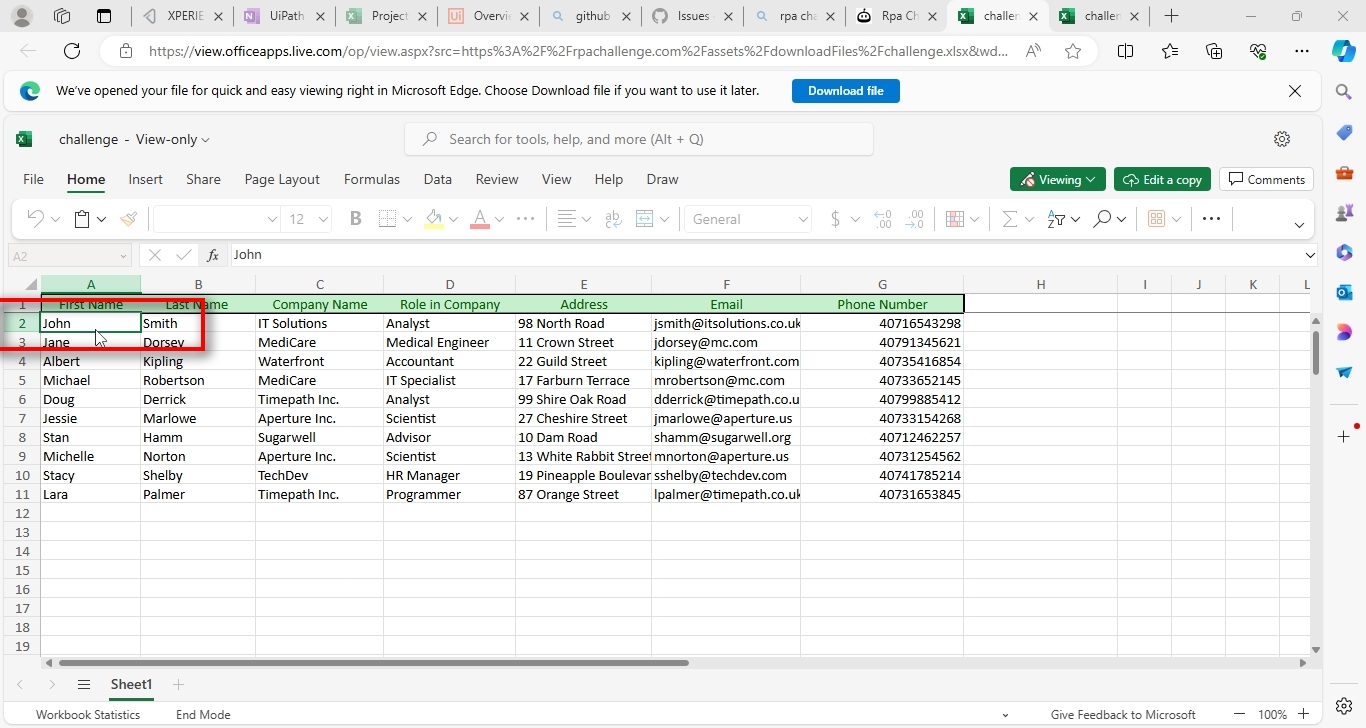 XPERIE
UiPath
Project
Overvi
github
Issues
rpa cha
Rpa Ch
challen
challen
https://view.officeapps.live.com/op/view.aspx?src=https%3A%2F%2Frpachallenge.com%2Fassets%2FdownloadFiles%2Fchallenge.xlsx&wd...
We've opened your file for quick and easy viewing right in Microsoft Edge. Choose Download file if you want to use it later.
Download file
challenge - View-only
Search for tools, help, and more (Alt + Q)
File Home Insert Share Page Layout Formulas Data Review View Help Draw
Viewing
Edit a copy
Comments
12
General
A2
fx
John
A B C D E F G H I J K L
1 First Name Last Name Company Name Role in Company Address Email Phone Number
2 John Smith IT Solutions Analyst 98 North Road jsmith@itsolutions.co.uk 40716543298
3 Jane Dorsey MediCare Medical Engineer 11 Crown Street jdorsey@mc.com 40791345621
4 Albert Kipling Waterfront Accountant 22 Guild Street kipling@waterfront.com 40735416854
5 Michael Robertson MediCare IT Specialist 17 Farburn Terrace mrobertson@mc.com 40733652145
6 Doug Derrick Timepath Inc. Analyst 99 Shire Oak Road dderrick@timepath.co.u 40799885412
7 Jessie Marlowe Aperture Inc. Scientist 27 Cheshire Street jmarlowe@aperture.us 40733154268
8 Stan Hamm Sugarwell Advisor 10 Dam Road shamm@sugarwell.org 40712462257
9 Michelle Norton Aperture Inc. Scientist 13 White Rabbit Street mnorton@aperture.us 40731254562
10 Stacy Shelby TechDev HR Manager 19 Pineapple Boulevar sshelby@techdev.com 40741785214
11 Lara Palmer Timepath Inc. Programmer 87 Orange Street lpalmer@timepath.co.uk 40731653845
12
13
14
15
16
17
18
19
Sheet1
Workbook Statistics
End Mode
Give Feedback to Microsoft
100%